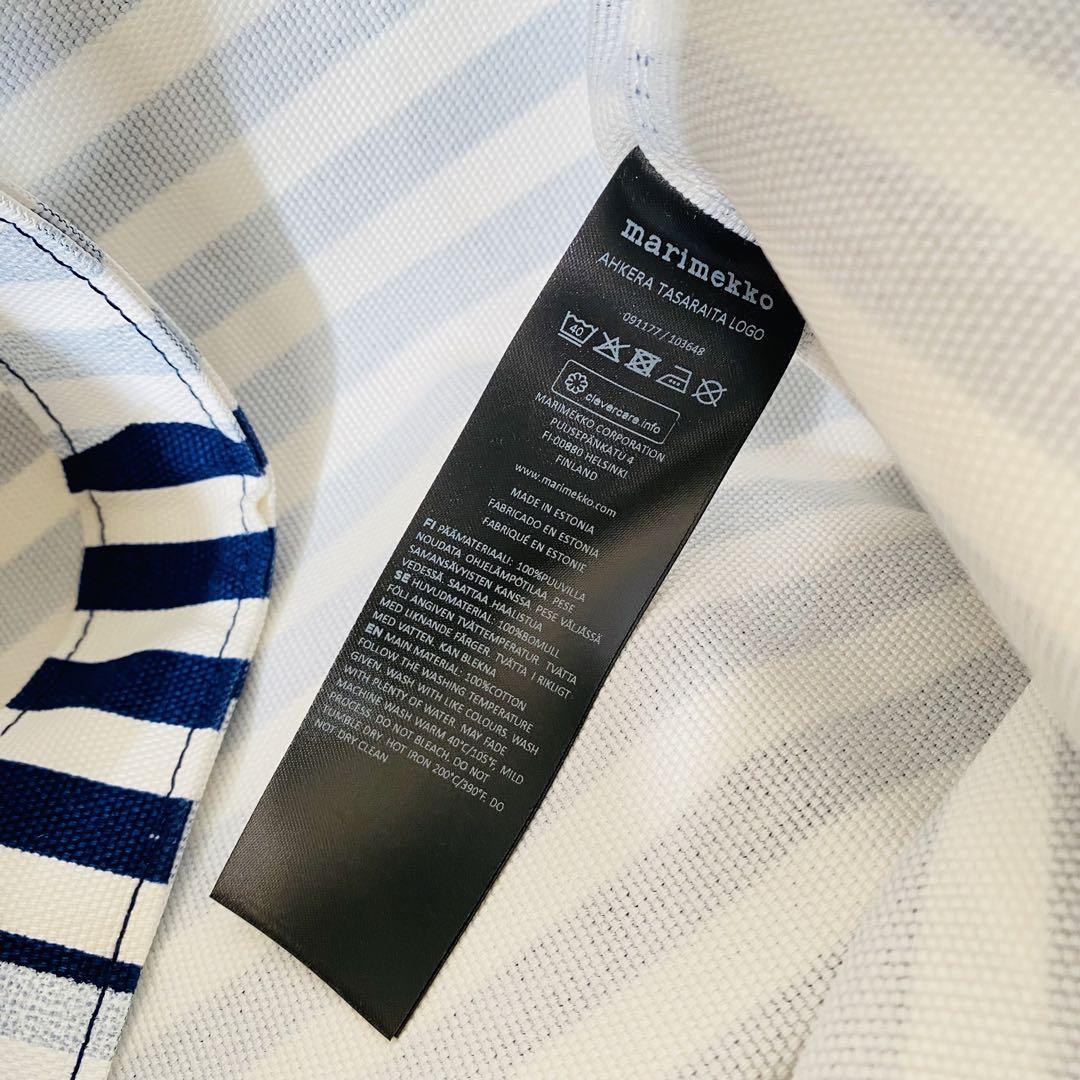 marimekko
AHKERA TASARAITA LOGO
091177 / 103648
40
clevercare.info
MARIMEKKO CORPORATION
PUUSEPÄNKATU 4
FI-00880 HELSINKI
FINLAND
www.marimekko.com
MADE IN ESTONIA
FABRICADO EN ESTONIA
FABRIQUÉ EN ESTONIE
FI PÄÄMATERIAALI: 100%PUUVILLA
NOUDATA OHJELÄMPÖTILAA. PESE
SAMANSÄVYISTEN KANSSA. PESE VÄLJÄSSÄ
VEDESSÄ. SAATTAA HAALISTUA
SE HUVUDMATERIAL: 100%BOMULL
FÖLJ ANGIVEN TVÄTTEMPERATUR. TVÄTTA
MED LIKNANDE FÄRGER. TVÄTTA I RIKLIGT
MED VATTEN. KAN BLEKNA
EN MAIN MATERIAL: 100%COTTON
FOLLOW THE WASHING TEMPERATURE
GIVEN. WASH WITH LIKE COLOURS. WASH
WITH PLENTY OF WATER. MAY FADE
MACHINE WASH WARM 40°C/105°F, MILD
PROCESS. DO NOT BLEACH. DO NOT
TUMBLE DRY. HOT IRON 200°C/390°F. DO
NOT DRY CLEAN